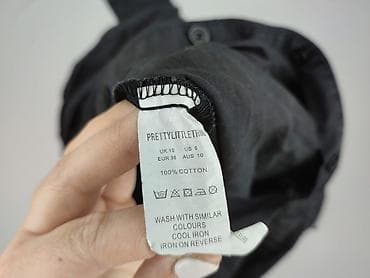 PRETTYLITTLETHING
UK 10 US 6
EUR 38 AUS 10
100% COTTON
WASH WITH SIMILAR
COLOURS
COOL IRON
IRON ON REVERSE